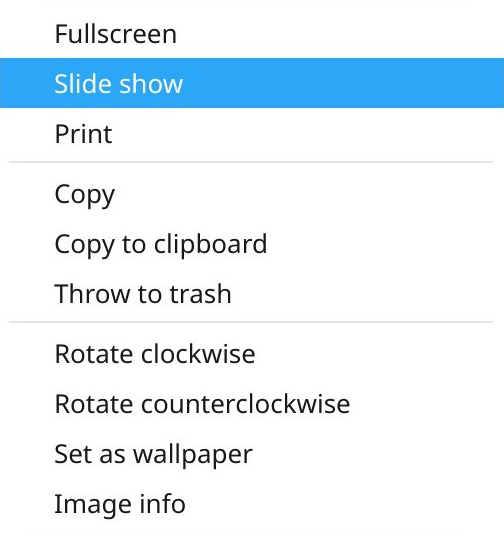 Fullscreen
Slide show
Print
Copy
Copy to clipboard
Throw to trash
Rotate clockwise
Rotate counterclockwise
Set as wallpaper
Image info